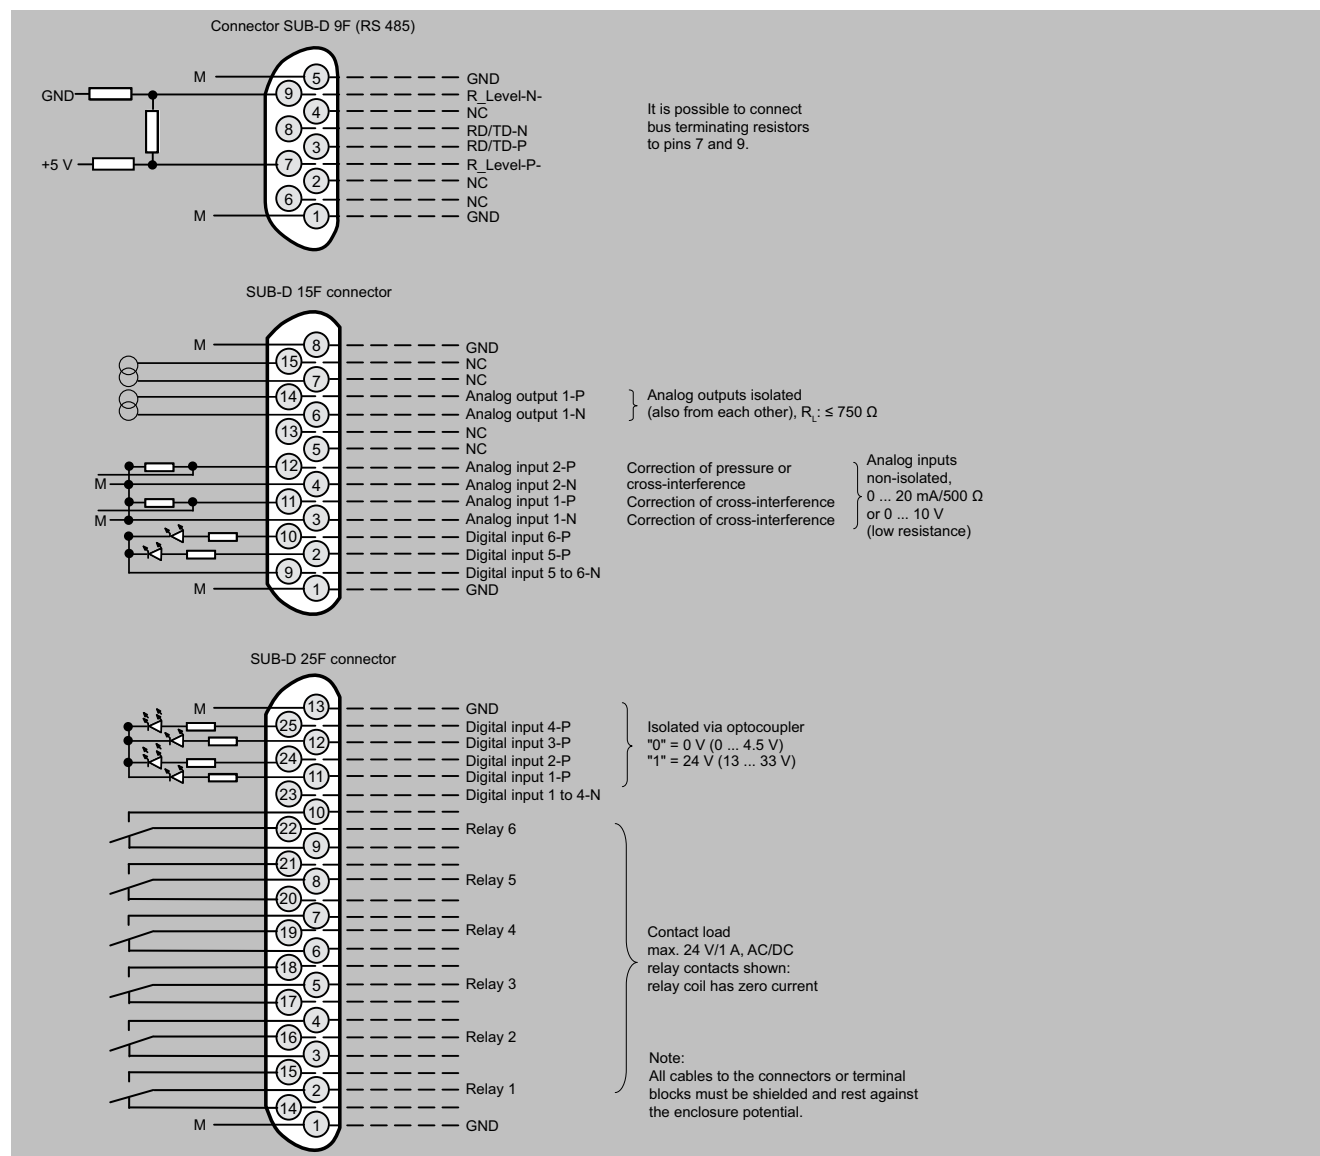 Connector SUB-D 9F (RS 485)
M 5 GND
GND 9 R_Level-N-
4 NC
8 RD/TD-N
3 RD/TD-P
+5 V 7 R_Level-P-
2 NC
6 NC
M 1 GND
It is possible to connect
bus terminating resistors
to pins 7 and 9.
SUB-D 15F connector
M 8 GND
15 NC
7 NC
14 Analog output 1-P
6 Analog output 1-N
Analog outputs isolated
(also from each other), RL: ≤ 750 Ω
13 NC
5 NC
12 Analog input 2-P
M 4 Analog input 2-N
11 Analog input 1-P
M 3 Analog input 1-N
Correction of pressure or
cross-interference
Correction of cross-interference
Correction of cross-interference
Analog inputs
non-isolated,
0 ... 20 mA/500 Ω
or 0 ... 10 V
(low resistance)
10 Digital input 6-P
2 Digital input 5-P
9 Digital input 5 to 6-N
M 1 GND
SUB-D 25F connector
M 13 GND
25 Digital input 4-P
12 Digital input 3-P
24 Digital input 2-P
11 Digital input 1-P
23 Digital input 1 to 4-N
Isolated via optocoupler
"0" = 0 V (0 ... 4.5 V)
"1" = 24 V (13 ... 33 V)
10
22 Relay 6
9
21
8 Relay 5
20
7
19 Relay 4
6
18
5 Relay 3
17
4
16 Relay 2
3
15
2 Relay 1
14
M 1 GND
Contact load
max. 24 V/1 A, AC/DC
relay contacts shown:
relay coil has zero current
Note:
All cables to the connectors or terminal
blocks must be shielded and rest against
the enclosure potential.